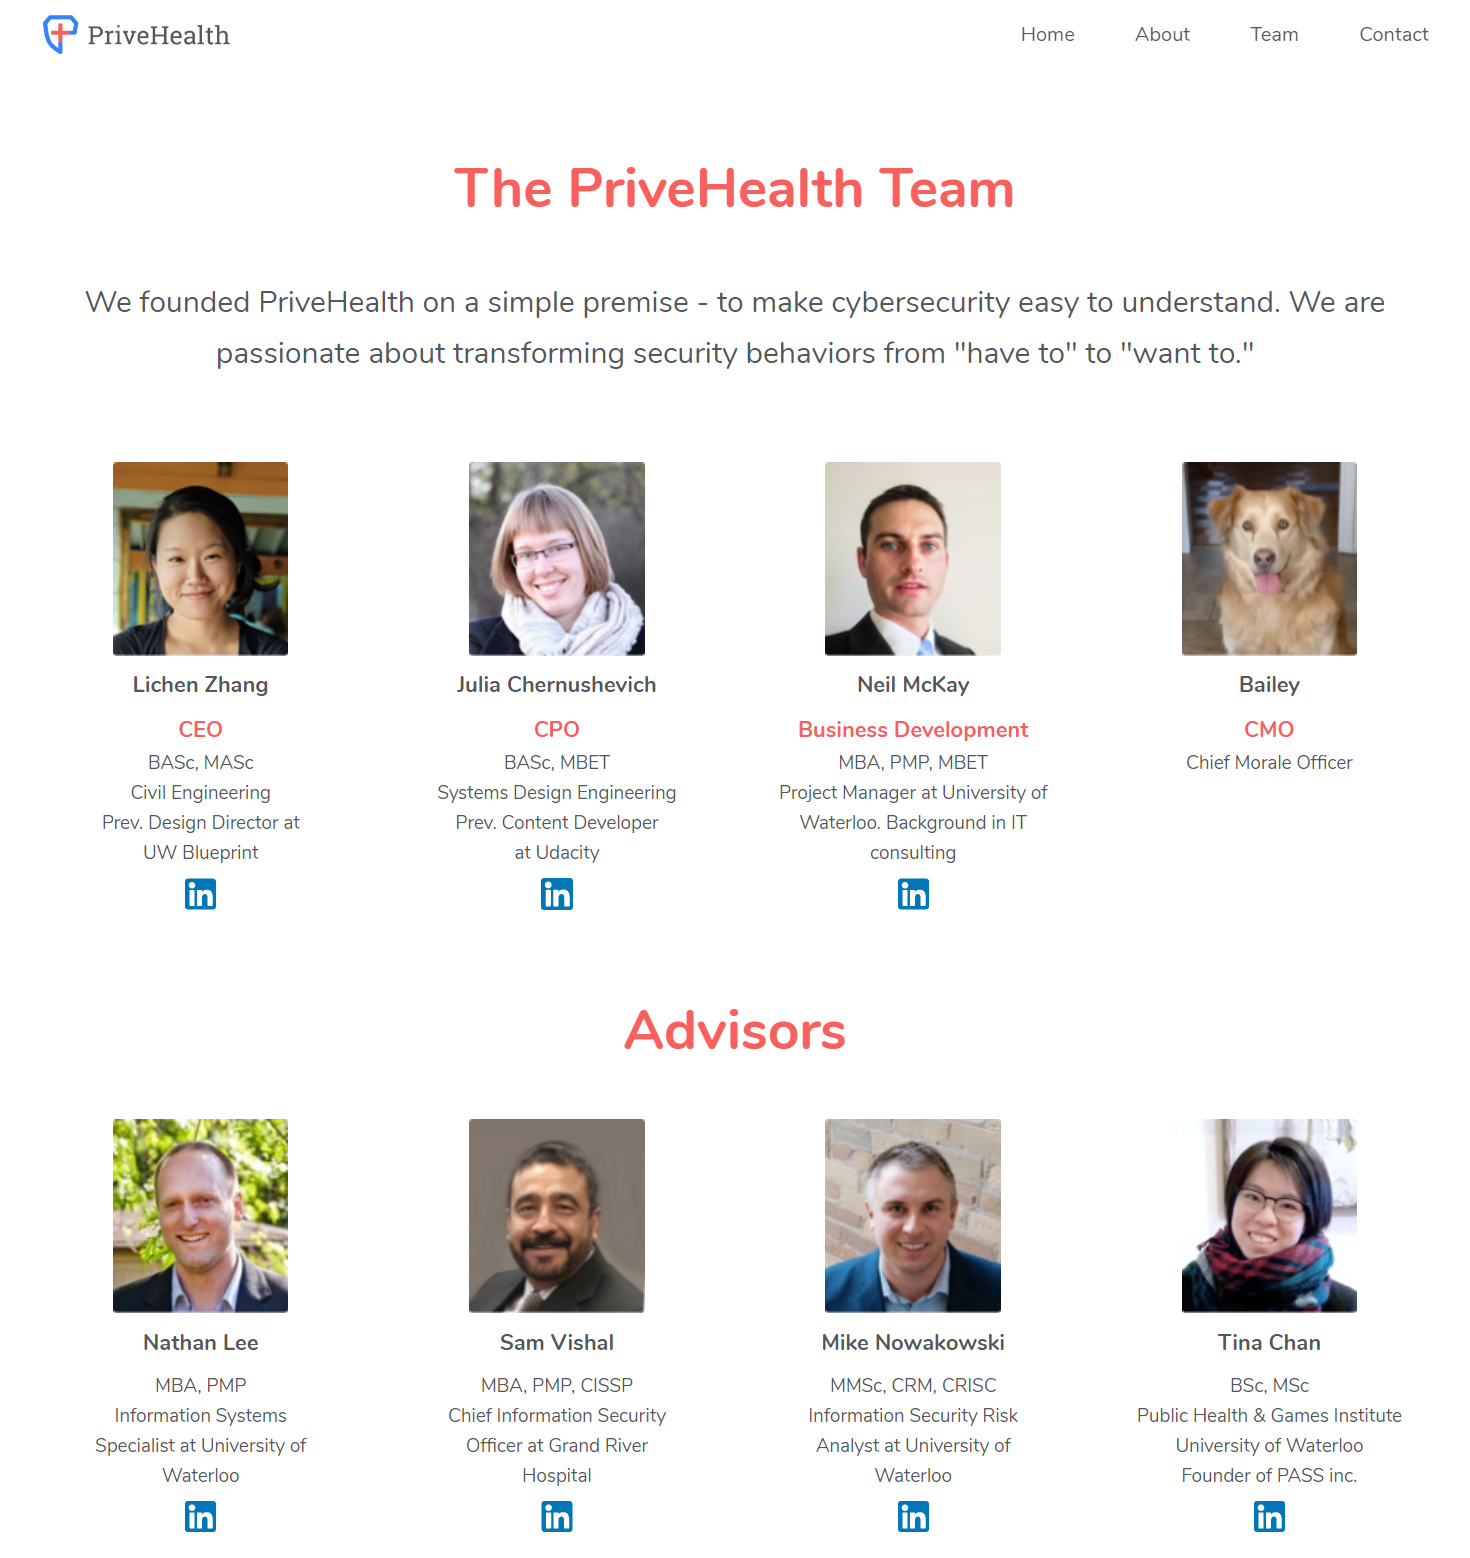 PriveHealth
Home About Team Contact
The PriveHealth Team
We founded PriveHealth on a simple premise - to make cybersecurity easy to understand. We are
passionate about transforming security behaviors from "have to" to "want to."
Lichen Zhang
CEO
BASc, MASc
Civil Engineering
Prev. Design Director at
UW Blueprint
in
Julia Chernushevich
CPO
BASc, MBET
Systems Design Engineering
Prev. Content Developer
at Udacity
in
Neil McKay
Business Development
MBA, PMP, MBET
Project Manager at University of
Waterloo. Background in IT
consulting
in
Bailey
CMO
Chief Morale Officer
Advisors
Nathan Lee
MBA, PMP
Information Systems
Specialist at University of
Waterloo
in
Sam Vishal
MBA, PMP, CISSP
Chief Information Security
Officer at Grand River
Hospital
in
Mike Nowakowski
MMSc, CRM, CRISC
Information Security Risk
Analyst at University of
Waterloo
in
Tina Chan
BSc, MSc
Public Health & Games Institute
University of Waterloo
Founder of PASS inc.
in